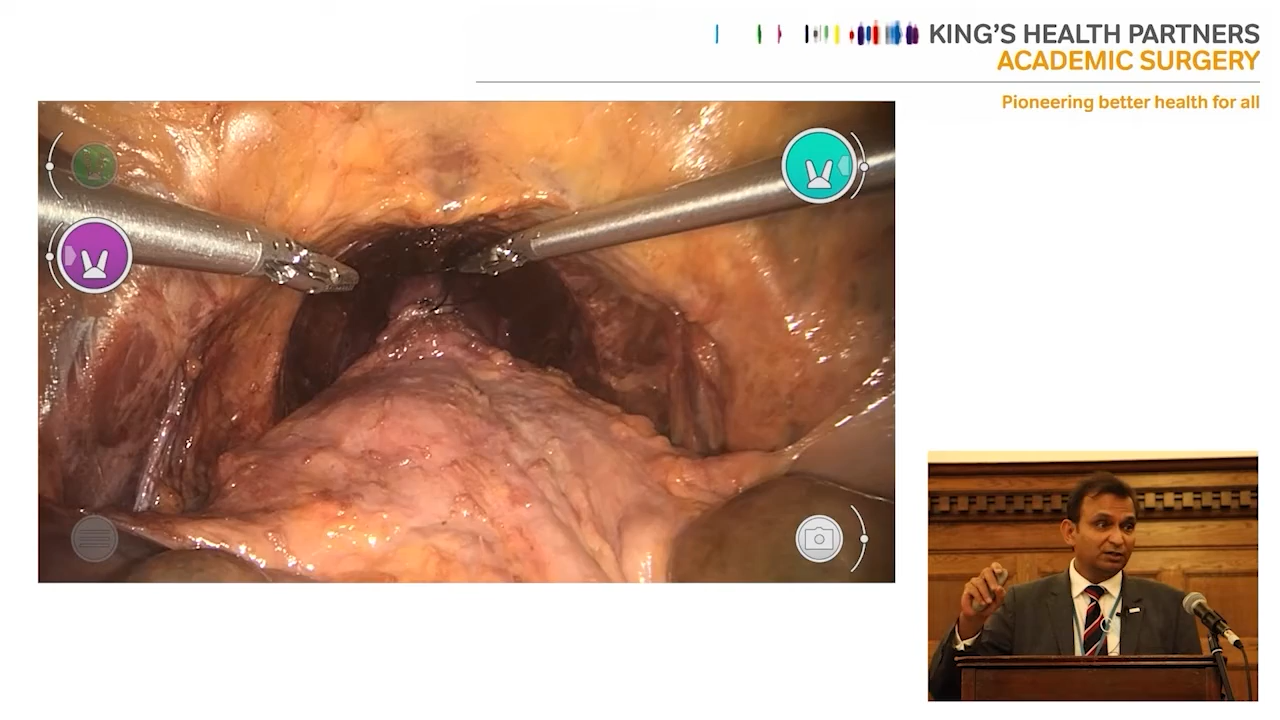 KING'S HEALTH PARTNERS
ACADEMIC SURGERY
Pioneering better health for all